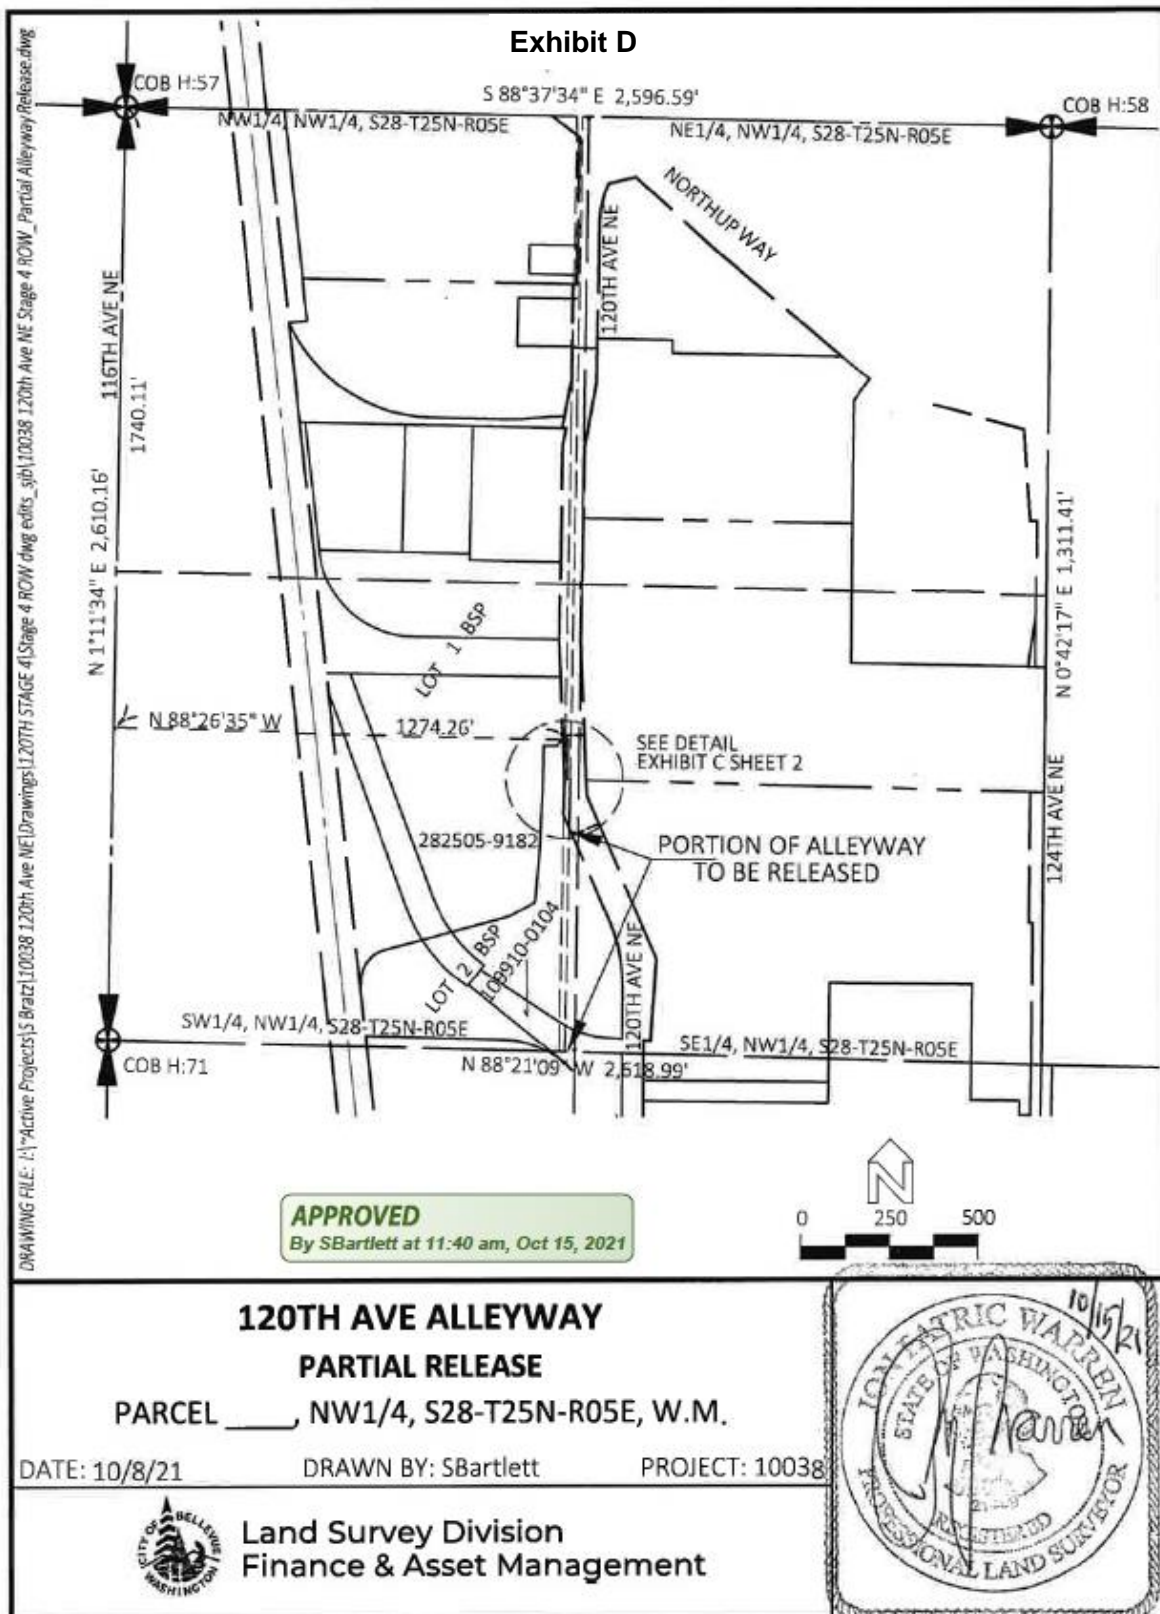 Exhibit D
COB H:57
S 88°37'34" E 2,596.59'
COB H:58
NW1/4, NW1/4, S28-T25N-R05E
NE1/4, NW1/4, S28-T25N-R05E
NORTHUP WAY
120TH AVE NE
116TH AVE NE
1740.11'
N 1°11'34" E 2,610.16'
N 0°42'17" E 1,311.41'
LOT 1 BSP
N 88°26'35" W
1274.26'
SEE DETAIL
EXHIBIT C SHEET 2
124TH AVE NE
282505-9182
PORTION OF ALLEYWAY
TO BE RELEASED
LOT 2 BSP
109910-0104
120TH AVE NE
SW1/4, NW1/4, S28-T25N-R05E
SE1/4, NW1/4, S28-T25N-R05E
COB H:71
N 88°21'09" W 2,618.99'
DRAWING FILE: I:\~Active Projects\S Bratz\10038 120th Ave NE\Drawings\120TH STAGE 4\Stage 4 ROW dwg edits_sjb\10038 120th Ave NE Stage 4 ROW_Partial Alleyway Release.dwg
N
0 250 500
APPROVED
By SBartlett at 11:40 am, Oct 15, 2021
120TH AVE ALLEYWAY
PARTIAL RELEASE
PARCEL ____, NW1/4, S28-T25N-R05E, W.M.
DATE: 10/8/21 DRAWN BY: SBartlett PROJECT: 10038
CITY OF BELLEVUE
WASHINGTON
Land Survey Division
Finance & Asset Management
10/15/21
WARREN
STATE OF WASHINGTON
REGISTERED
PROFESSIONAL LAND SURVEYOR